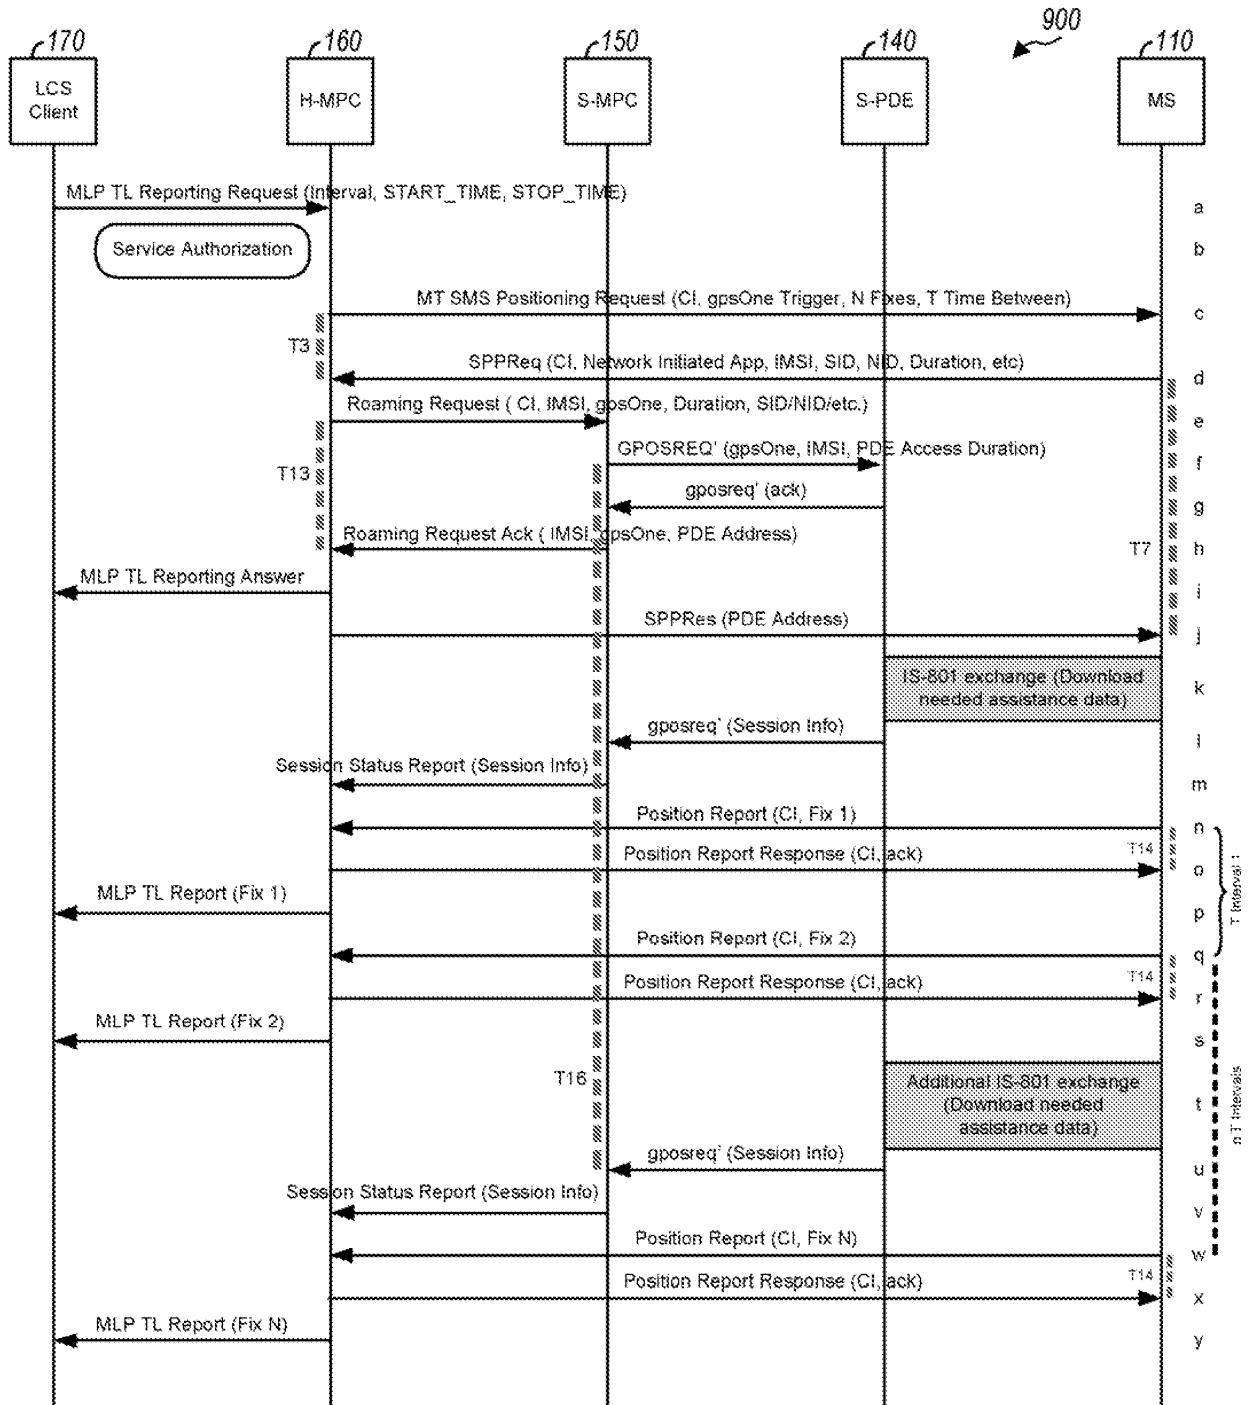 900
170
160
150
140
110
LCS
Client
H-MPC
S-MPC
S-PDE
MS
MLP TL Reporting Request (Interval, START_TIME, STOP_TIME)
a
Service Authorization
b
MT SMS Positioning Request (CI, gpsOne Trigger, N Fixes, T Time Between)
c
T3
SPPReq (CI, Network Initiated App, IMSI, SID, NID, Duration, etc)
d
Roaming Request ( CI, IMSI, gpsOne, Duration, SID/NID/etc.)
e
GPOSREQ' (gpsOne, IMSI, PDE Access Duration)
f
T13
gposreq' (ack)
g
Roaming Request Ack ( IMSI, gpsOne, PDE Address)
T7
h
MLP TL Reporting Answer
i
SPPRes (PDE Address)
j
IS-801 exchange (Download
needed assistance data)
k
gposreq' (Session Info)
l
Session Status Report (Session Info)
m
Position Report (CI, Fix 1)
n
Position Report Response (CI, ack)
T14
o
MLP TL Report (Fix 1)
p
T Interval 1
Position Report (CI, Fix 2)
q
Position Report Response (CI, ack)
T14
r
MLP TL Report (Fix 2)
s
T16
Additional IS-801 exchange
(Download needed
assistance data)
t
n T Intervals
gposreq' (Session Info)
u
Session Status Report (Session Info)
v
Position Report (CI, Fix N)
w
Position Report Response (CI, ack)
T14
x
MLP TL Report (Fix N)
y